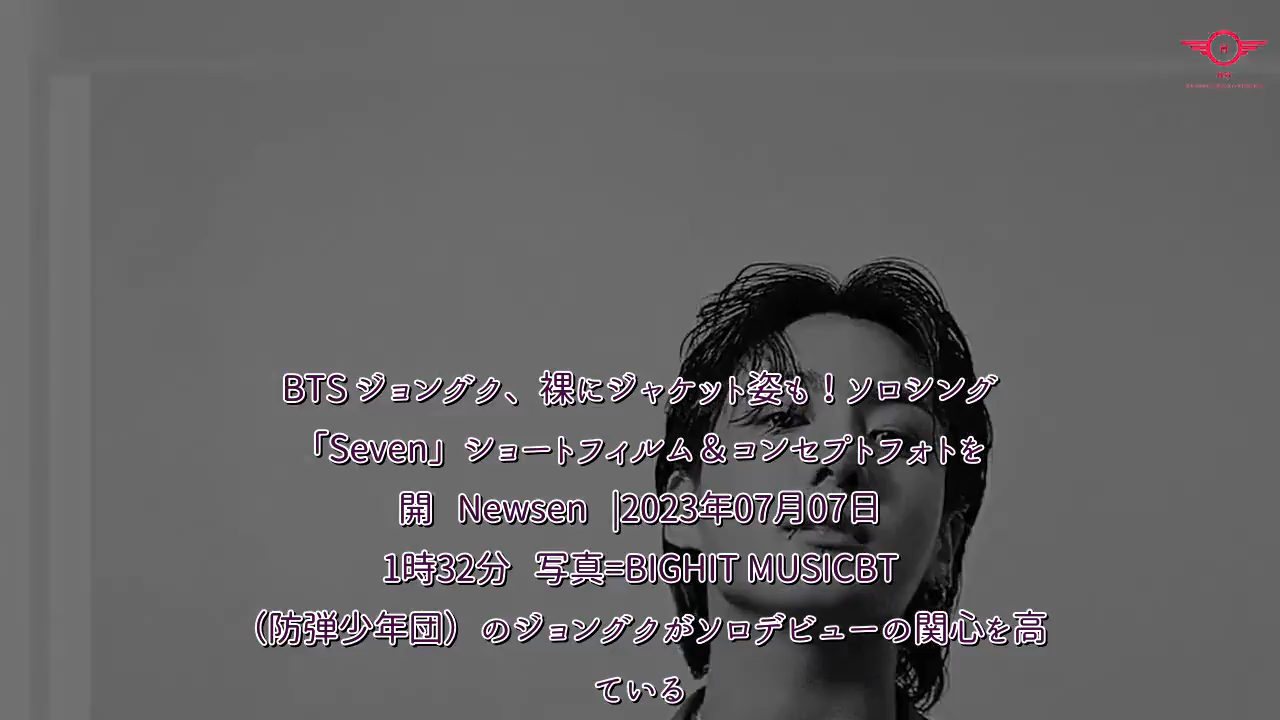 BTS ジョングク、裸にジャケット姿も！ソロシング
「Seven」ショートフィルム＆コンセプトフォトを
開 Newsen |2023年07月07日
1時32分 写真=BIGHIT MUSICBT
（防弾少年団）のジョングクがソロデビューの関心を高
ている